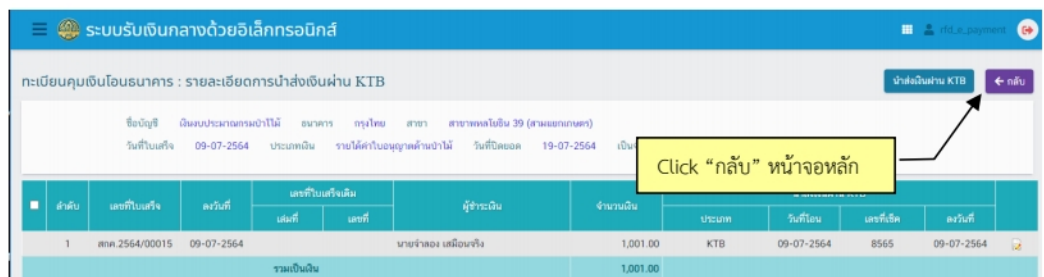 ระบบรับเงินกลางด้วยอิเล็กทรอนิกส์ rfd_e_payment
ทะเบียนคุมเงินโอนธนาคาร : รายละเอียดการนำส่งเงินผ่าน KTB นำส่งเงินผ่าน KTB กลับ
ชื่อบัญชี เงินงบประมาณกรมป่าไม้ ธนาคาร กรุงไทย สาขา สาขาพหลโยธิน 39 (สามแยกเกษตร)
วันที่ใบเสร็จ 09-07-2564 ประเภทเงิน รายได้ค่าใบอนุญาตด้านป่าไม้ วันที่ปิดยอด 19-07-2564
Click “กลับ” หน้าจอหลัก
ลำดับ เลขที่ใบเสร็จ ลงวันที่ เลขที่ใบเสร็จเดิม ผู้ชำระเงิน จำนวนเงิน
เล่มที่ เลขที่ ประเภท วันที่โอน เลขที่เช็ค ลงวันที่
1 สกค.2564/00015 09-07-2564 นายจำลอง เสมือนจริง 1,001.00 KTB 09-07-2564 8565 09-07-2564
รวมเป็นเงิน 1,001.00